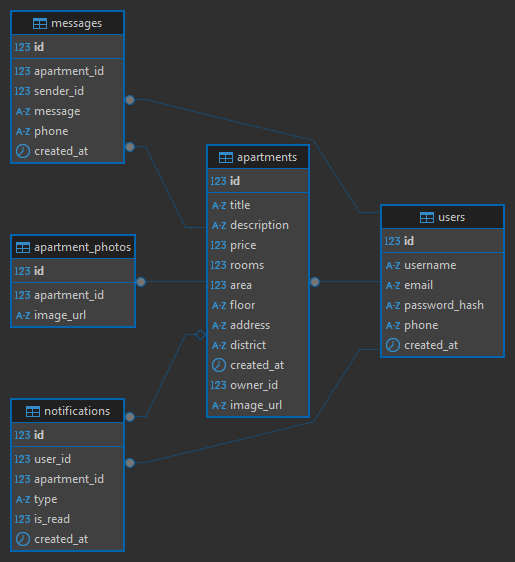 messages
123 id
123 apartment_id
123 sender_id
A-Z message
A-Z phone
created_at
apartment_photos
123 id
123 apartment_id
A-Z image_url
notifications
123 id
123 user_id
123 apartment_id
A-Z type
123 is_read
created_at
apartments
123 id
A-Z title
A-Z description
123 price
123 rooms
123 area
A-Z floor
A-Z address
A-Z district
created_at
123 owner_id
A-Z image_url
users
123 id
A-Z username
A-Z email
A-Z password_hash
A-Z phone
created_at